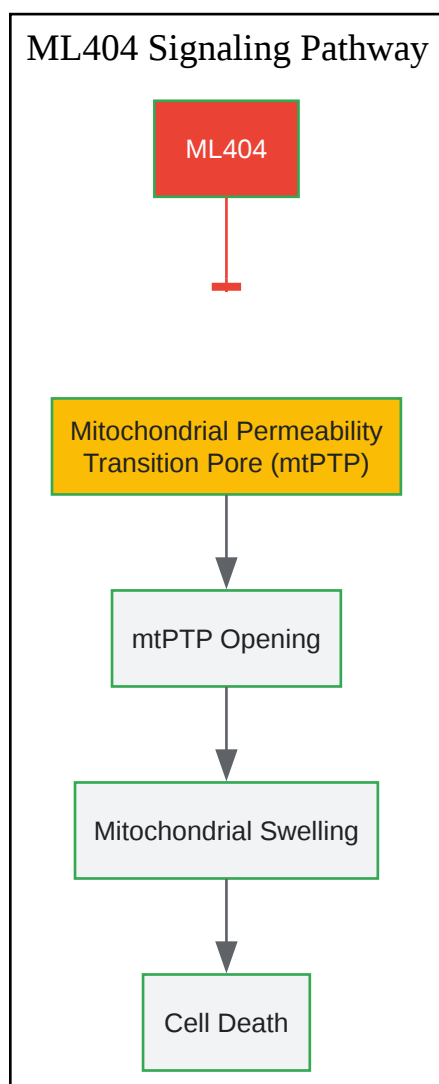 ML404 Signaling Pathway
ML404
Mitochondrial Permeability
Transition Pore (mtPTP)
mtPTP Opening
Mitochondrial Swelling
Cell Death